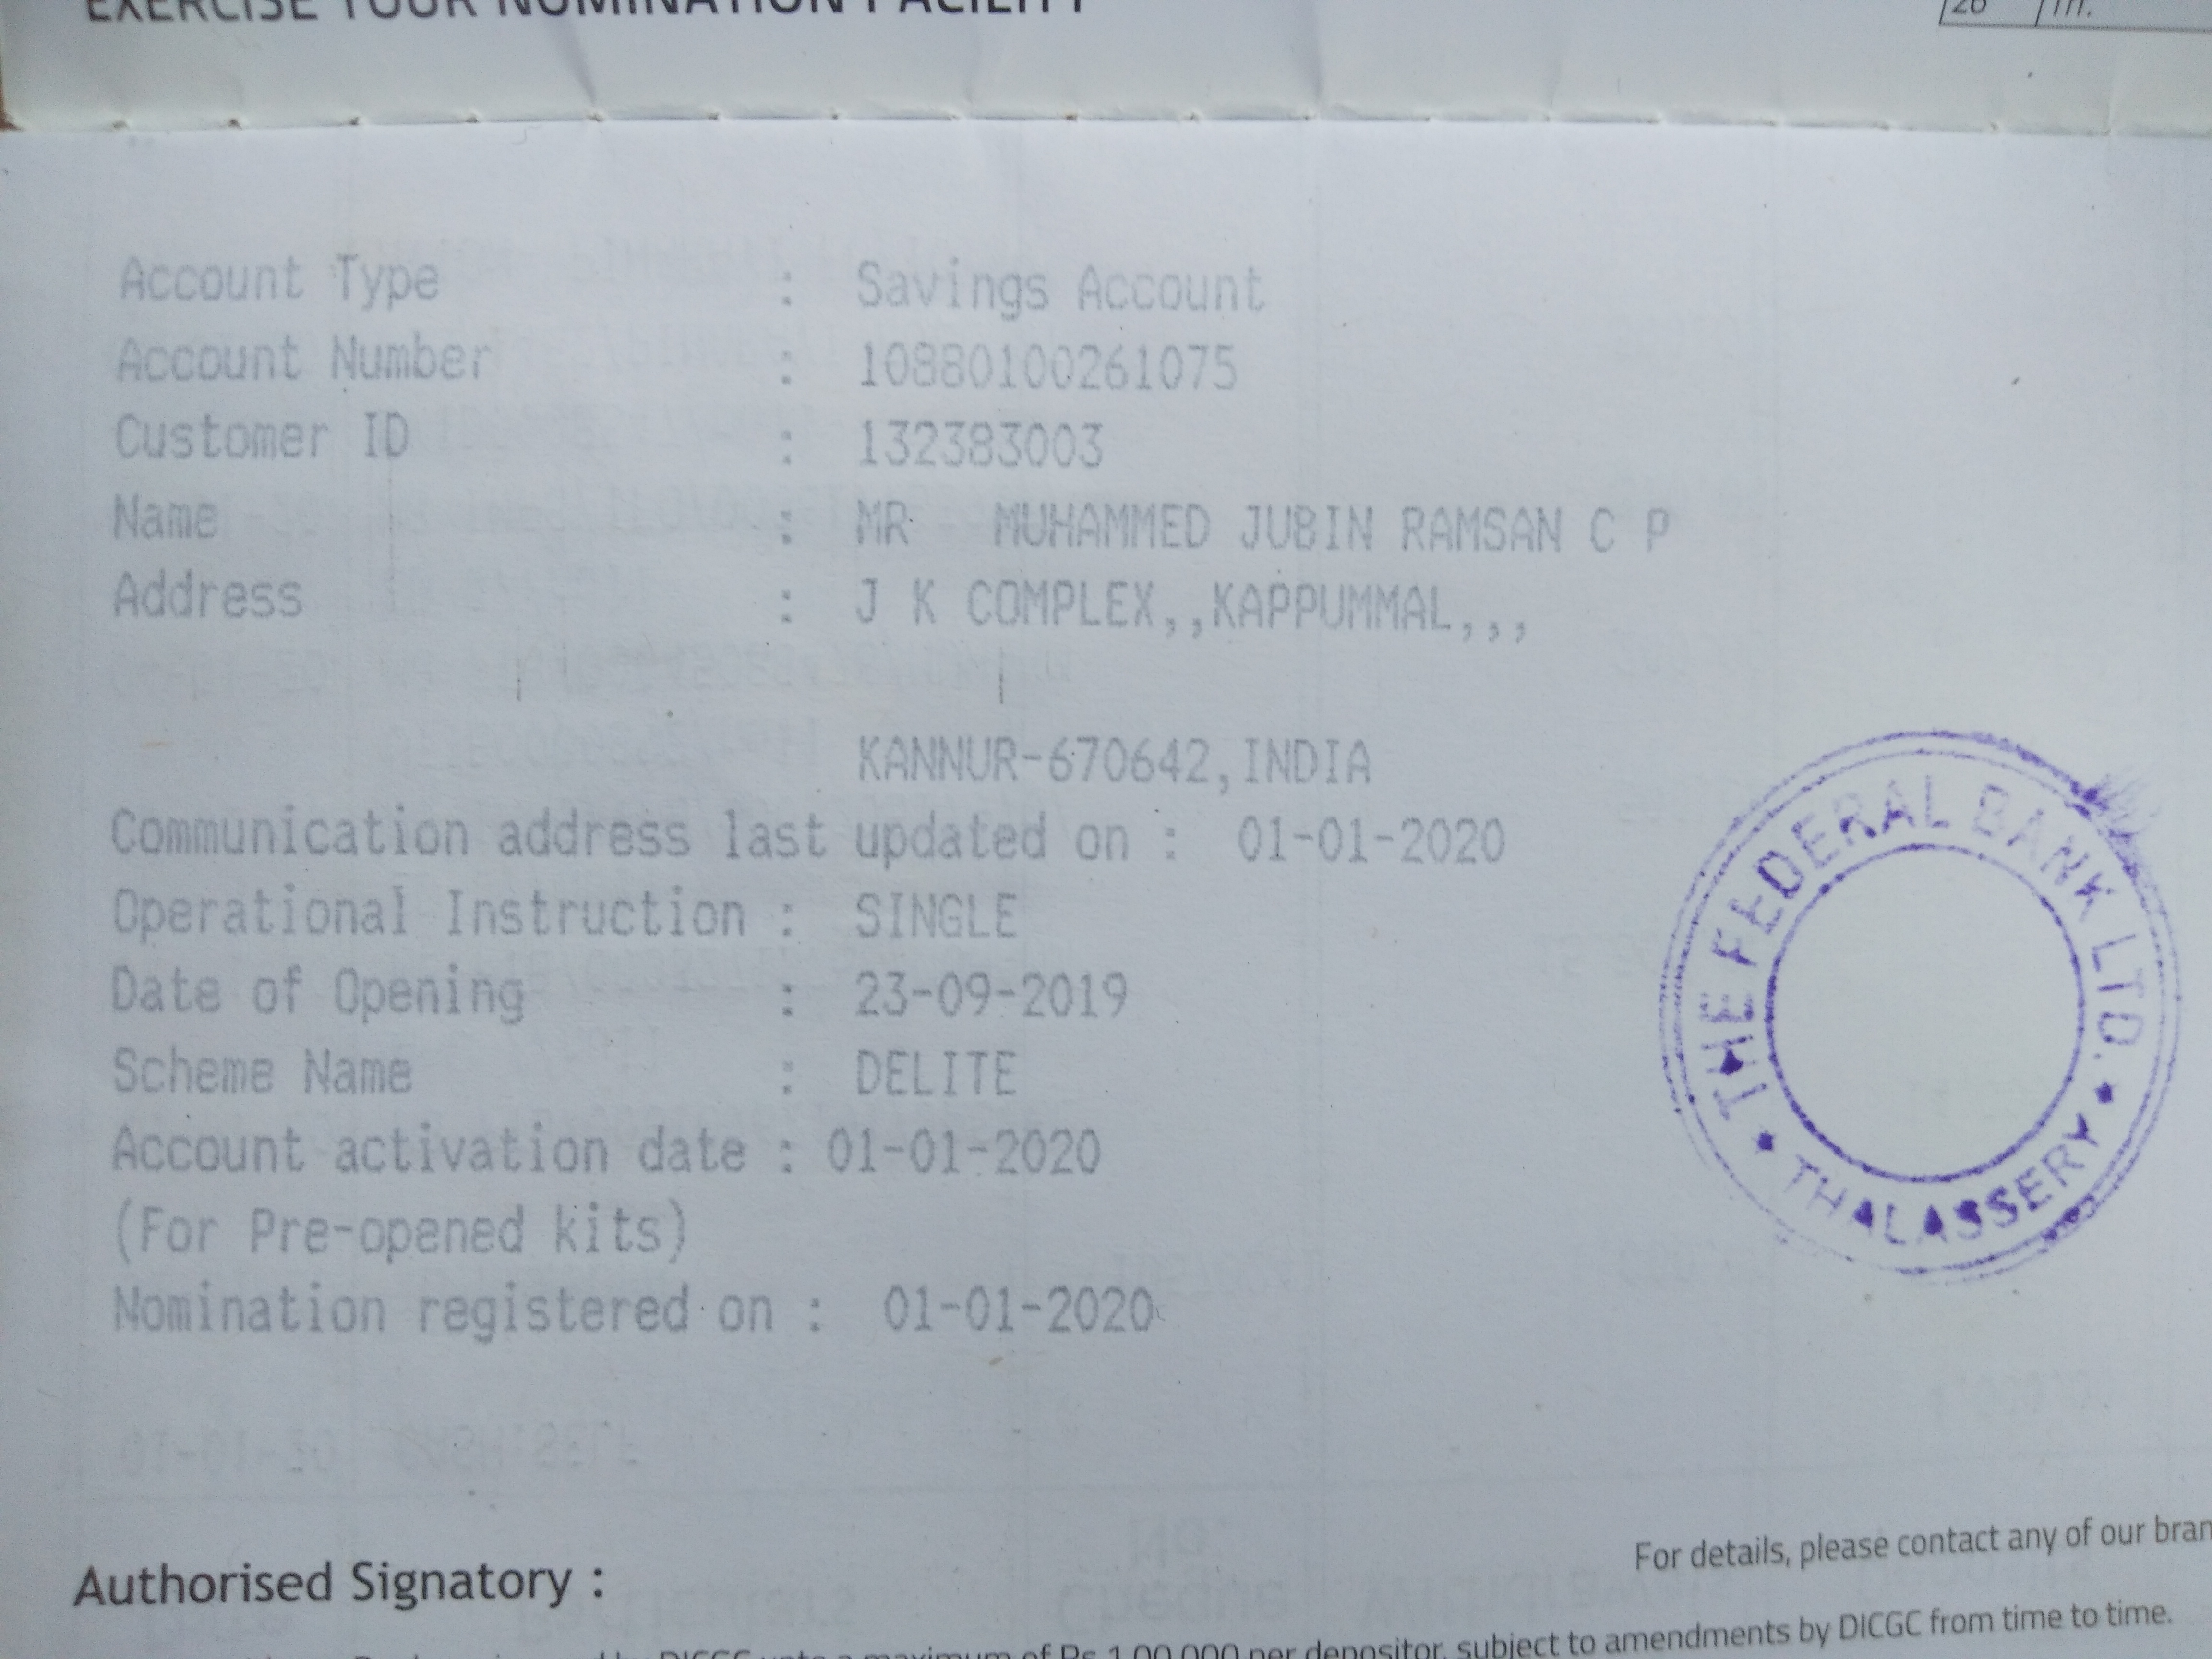 EXERCISE YOUR NOMINATION FACILITY
26 m.
Account Type : Savings Account
Account Number : 10880100261075
Customer ID : 132383003
Name : MR MUHAMMED JUBIN RAMSAN C P
Address : J K COMPLEX,,KAPPUMMAL,,,
KANNUR-670642,INDIA
Communication address last updated on : 01-01-2020
Operational Instruction : SINGLE
Date of Opening : 23-09-2019
Scheme Name : DELITE
Account activation date : 01-01-2020
(For Pre-opened kits)
Nomination registered on : 01-01-2020
THE FEDERAL BANK LTD.
THALASSERY
For details, please contact any of our bran
Authorised Signatory :
by DICGC upto a maximum of Rs 1,00,000 per depositor, subject to amendments by DICGC from time to time.